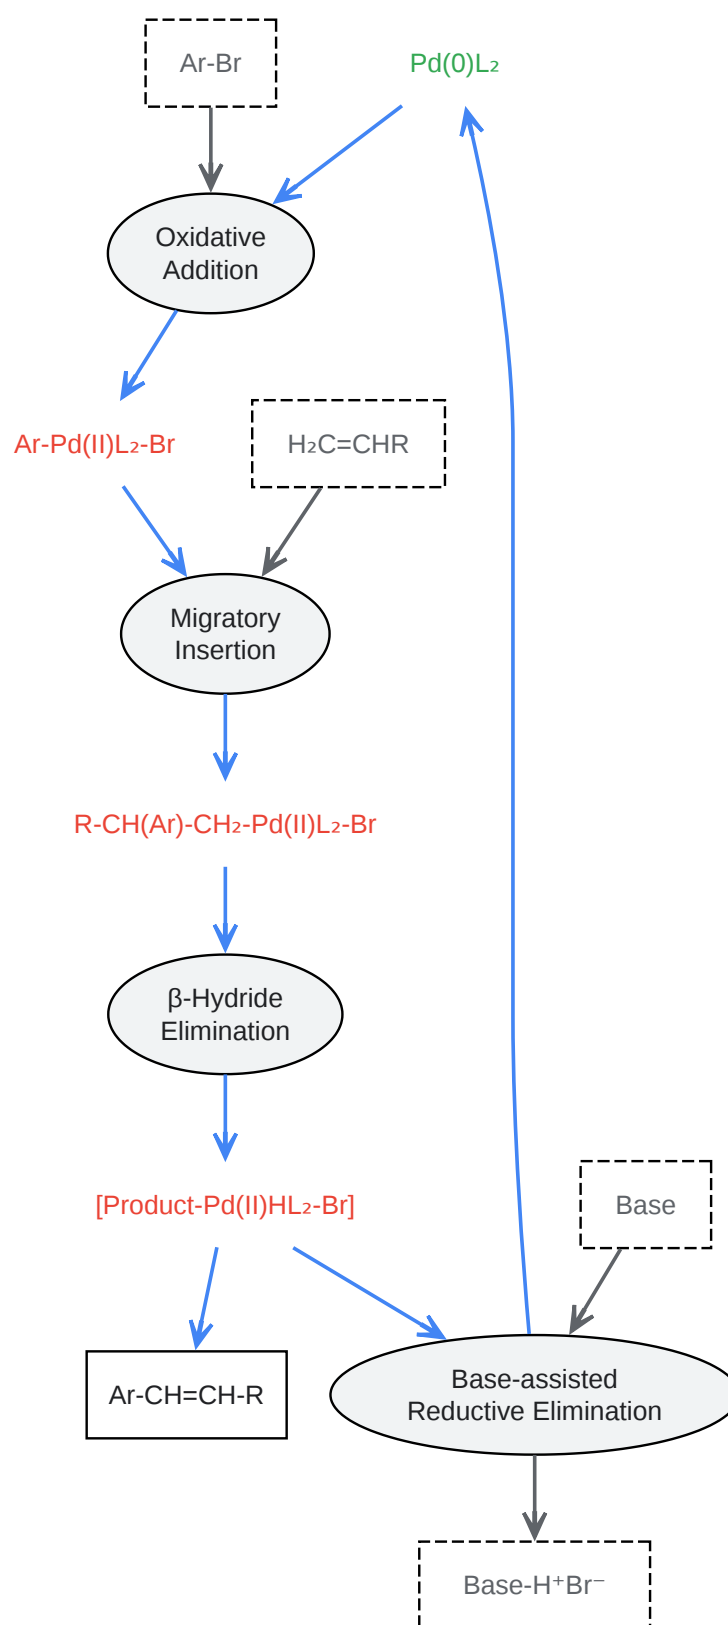 Ar-Br
Pd(0)L₂
Oxidative
Addition
Ar-Pd(II)L₂-Br
H₂C=CHR
Migratory
Insertion
R-CH(Ar)-CH₂-Pd(II)L₂-Br
β-Hydride
Elimination
[Product-Pd(II)HL₂-Br]
Base
Ar-CH=CH-R
Base-assisted
Reductive Elimination
Base-H⁺Br⁻